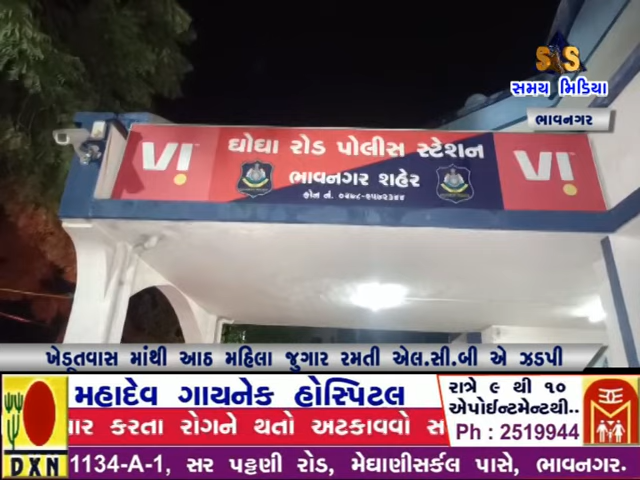 SS
સમય મિડિયા
ભાવનગર
VI ઘોઘા રોડ પોલીસ સ્ટેશન VI
ભાવનગર શહેર
ફોન નં.
ખેડૂતવાસ માંથી આઠ મહિલા જુગાર રમતી એલ.સી.બી એ ઝડપી
મહાદેવ ગાયનેક હોસ્પિટલ
રાત્રે ૯ થી ૧૦
એપોઈન્ટમેન્ટથી..
Ph : 2519944
કરતા રોગને થતો અટકાવવો
DXN
1134-A-1, સર પટ્ટણી રોડ, મેઘાણીસર્કલ પાસે, ભાવનગર.